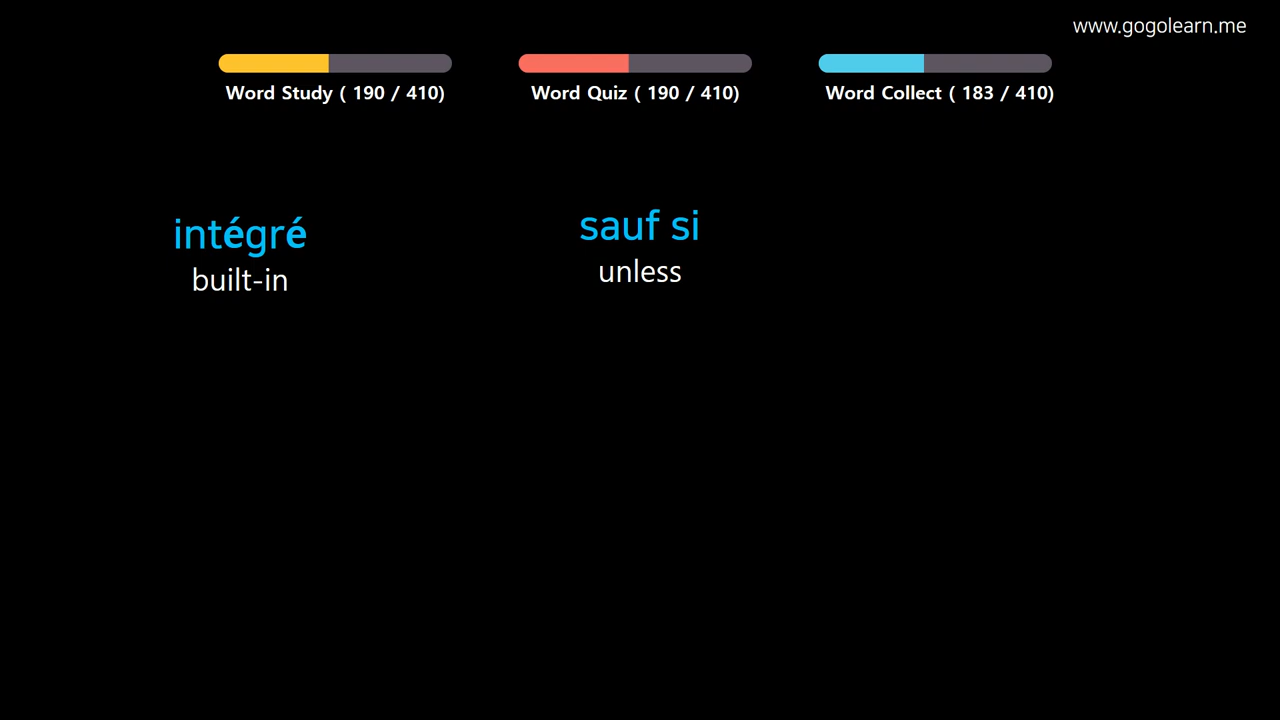 www.gogolearn.me
Word Study ( 190 / 410)
Word Quiz ( 190 / 410)
Word Collect ( 183 / 410)
intégré
built-in
sauf si
unless